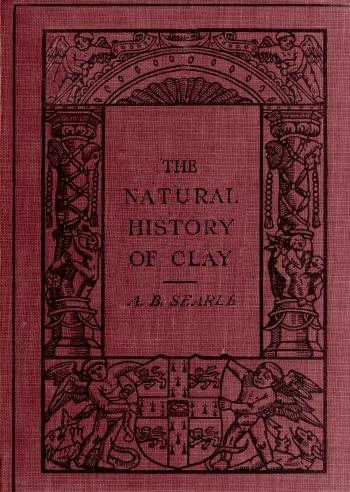 THE
NATURAL
HISTORY
OF CLAY
A. B. SEARLE